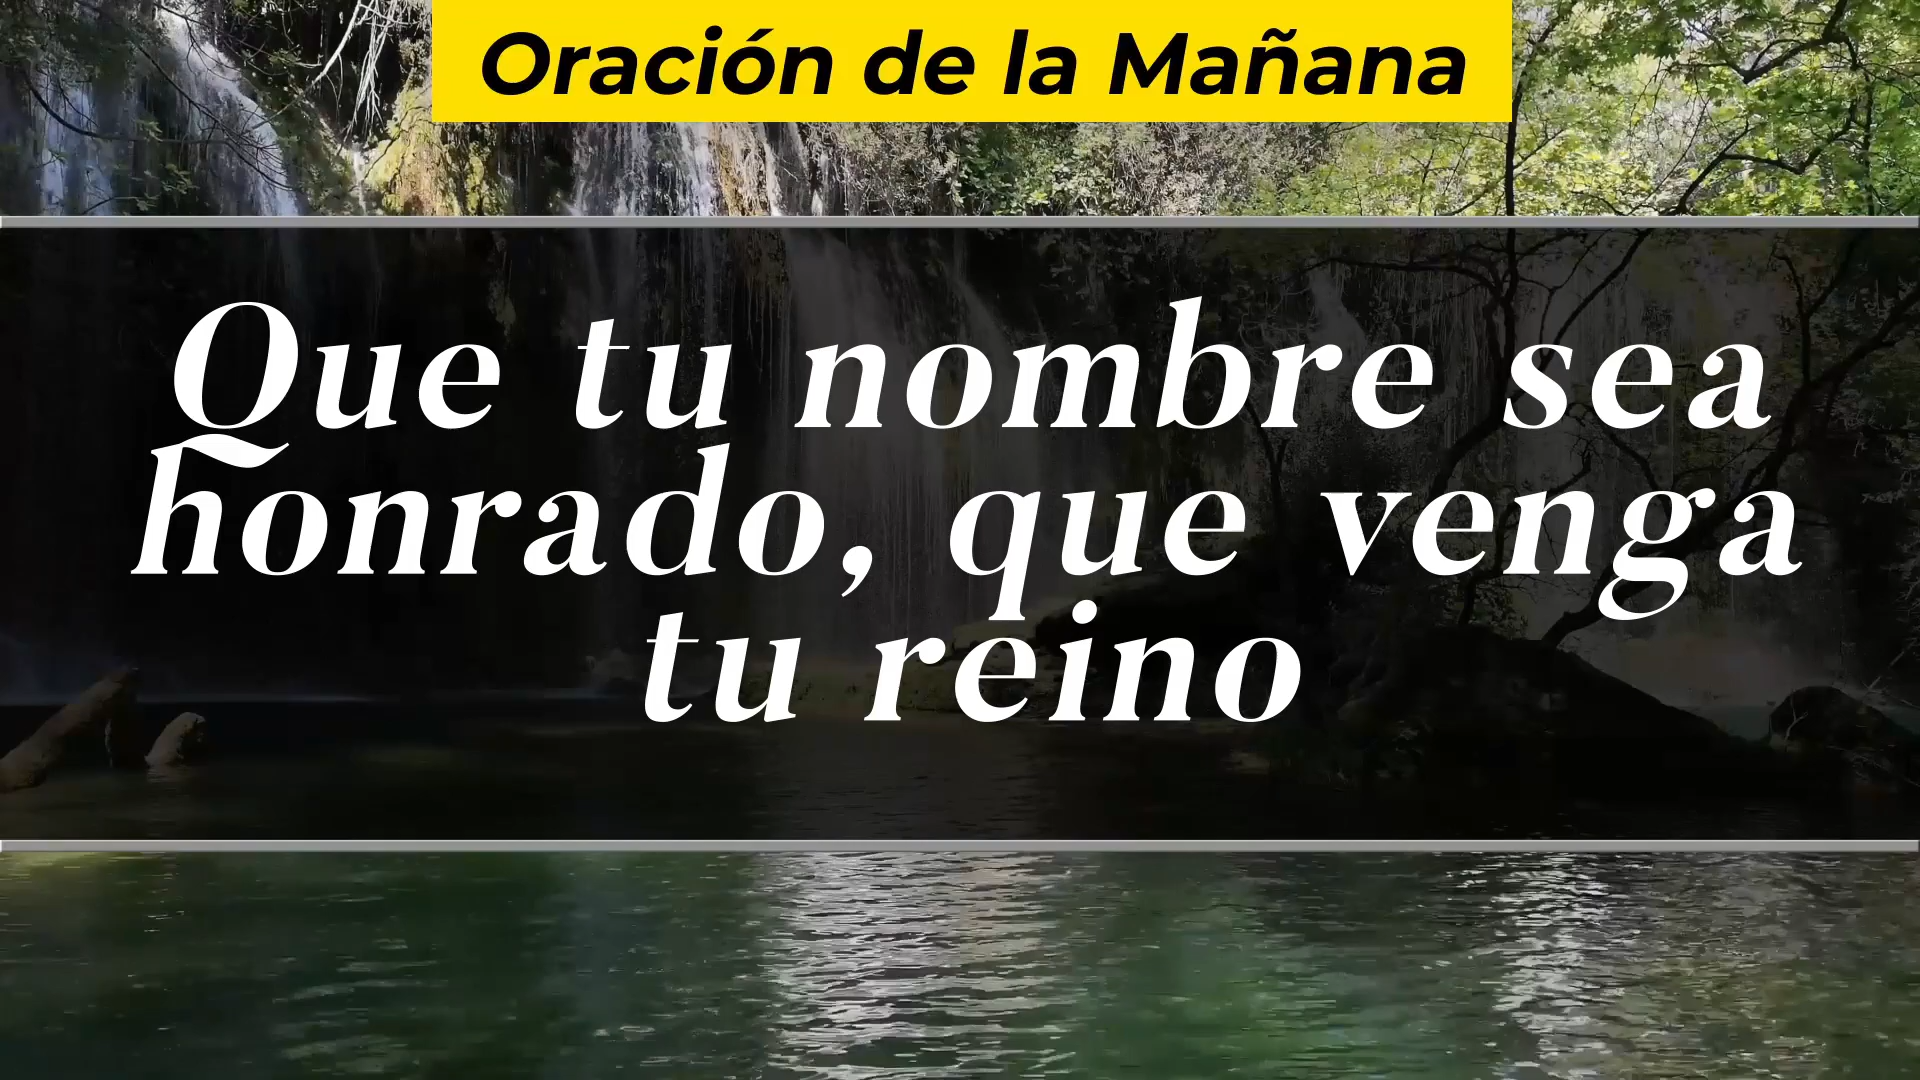 Oración de la Mañana
Que tu nombre sea
honrado, que venga
tu reino